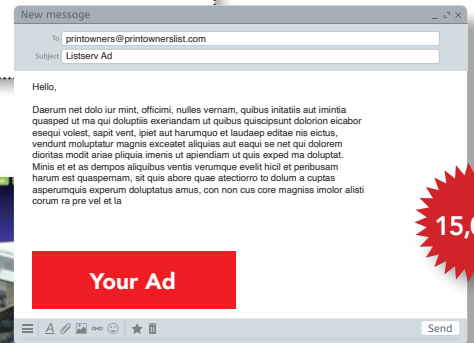 New message
To printowners@printownerslist.com
Subject Listserv Ad
Hello,
Daerum net dolo iur mint, officimi, nulles vernam, quibus initatiis aut imintia
quasped ut ma qui doluptiis exeriandam ut quibus quiscipsunt dolorion eicabor
esequi volest, sapit vent, ipiet aut harumquo et laudaep editae nis eictus,
vendunt moluptatur magnis exceatet aliquias aut eaqui se net qui dolorem
dioritas modit ariae pliquia imenis ut apiendiam ut quis exped ma doluptat.
Minis et et as dempos aliquibus ventis verumque evelit hicil et peribusam
harum est quaspernam, sit quis abore quae atectiorro to dolum a cuptas
asperumquis experum doluptatus amus, con non cus core magniss imolor alisti
corum ra pre vel et la
Your Ad
Send